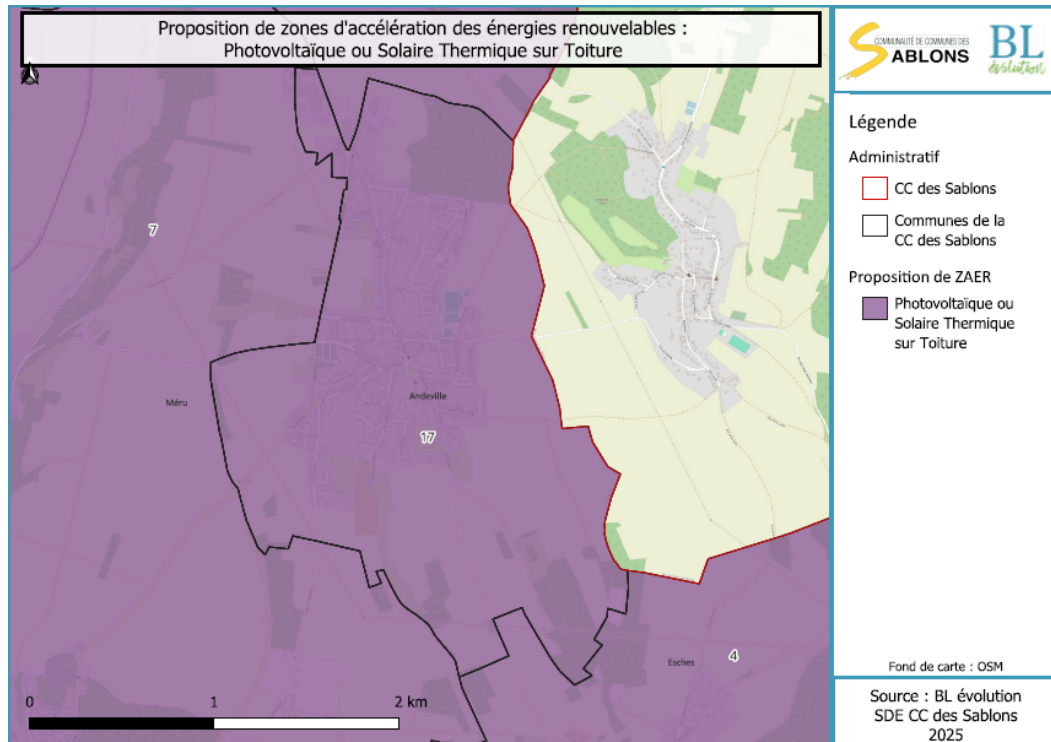 Proposition de zones d'accélération des énergies renouvelables :
Photovoltaïque ou Solaire Thermique sur Toiture
COMMUNAUTÉ DE COMMUNES DES
SABLONS
BL
évolution
Légende
Administratif
CC des Sablons
Communes de la
CC des Sablons
Proposition de ZAER
Photovoltaïque ou
Solaire Thermique
sur Toiture
7
Méru
Andeville
17
Esches
4
0
1
2 km
Fond de carte : OSM
Source : BL évolution
SDE CC des Sablons
2025